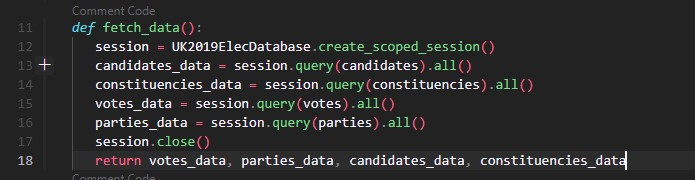 Comment Code
11 def fetch_data():
12 session = UK2019ElecDatabase.create_scoped_session()
13 + candidates_data = session.query(candidates).all()
14 constituencies_data = session.query(constituencies).all()
15 votes_data = session.query(votes).all()
16 parties_data = session.query(parties).all()
17 session.close()
18 return votes_data, parties_data, candidates_data, constituencies_data
Comment Code